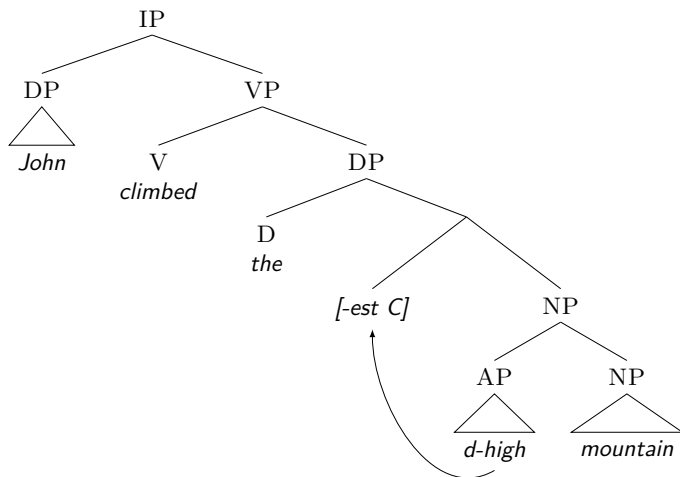 IP
DP VP
John V DP
climbed D
the
[-est C] NP
AP NP
d-high mountain